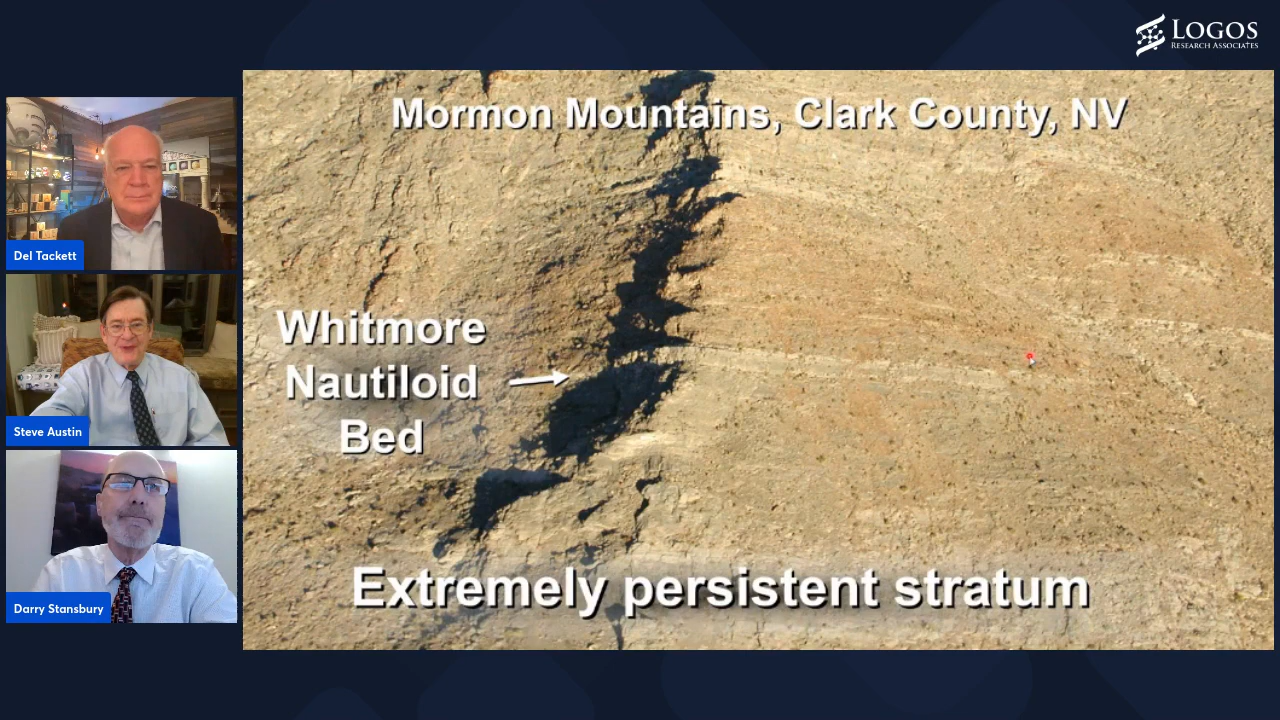 LOGOS
RESEARCH ASSOCIATES
Mormon Mountains, Clark County, NV
Del Tackett
Whitmore
Nautiloid
Bed
Steve Austin
Extremely persistent stratum
Darry Stansbury